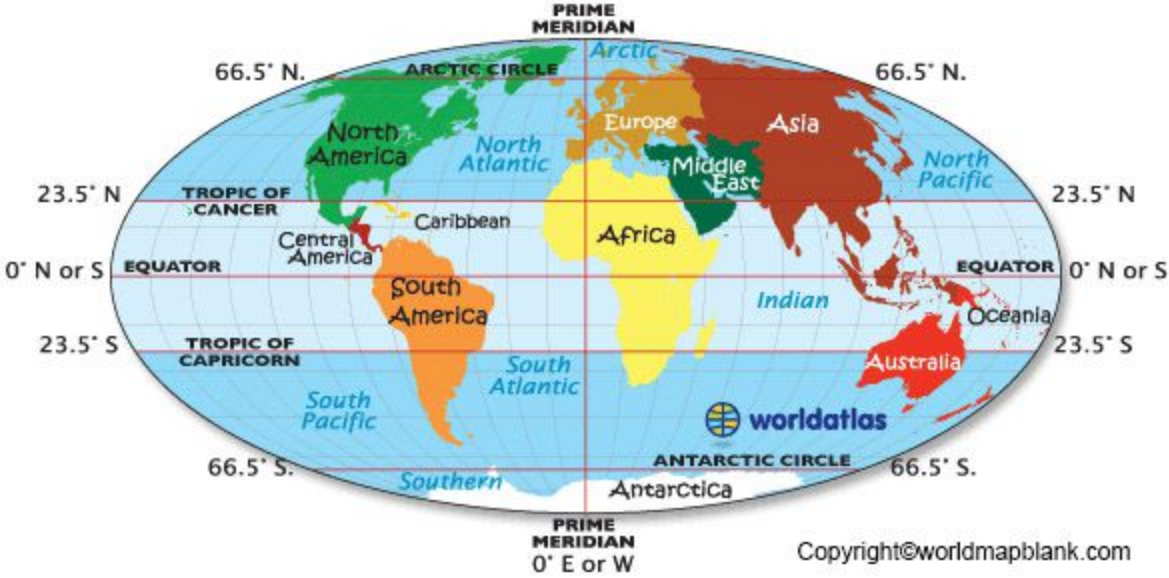 PRIME
MERIDIAN
Arctic
66.5° N.
ARCTIC CIRCLE
66.5° N.
North
America
North
Atlantic
Europe
Asia
Middle
East
North
Pacific
23.5° N
TROPIC OF
CANCER
23.5° N
Caribbean
Central
America
Africa
0° N or S
EQUATOR
EQUATOR
0° N or S
South
America
Indian
Oceania
23.5° S
TROPIC OF
CAPRICORN
23.5° S
South
Atlantic
Australia
South
Pacific
worldatlas
66.5° S.
ANTARCTIC CIRCLE
66.5° S.
Southern
Antarctica
PRIME
MERIDIAN
0° E or W
Copyright©worldmapblank.com